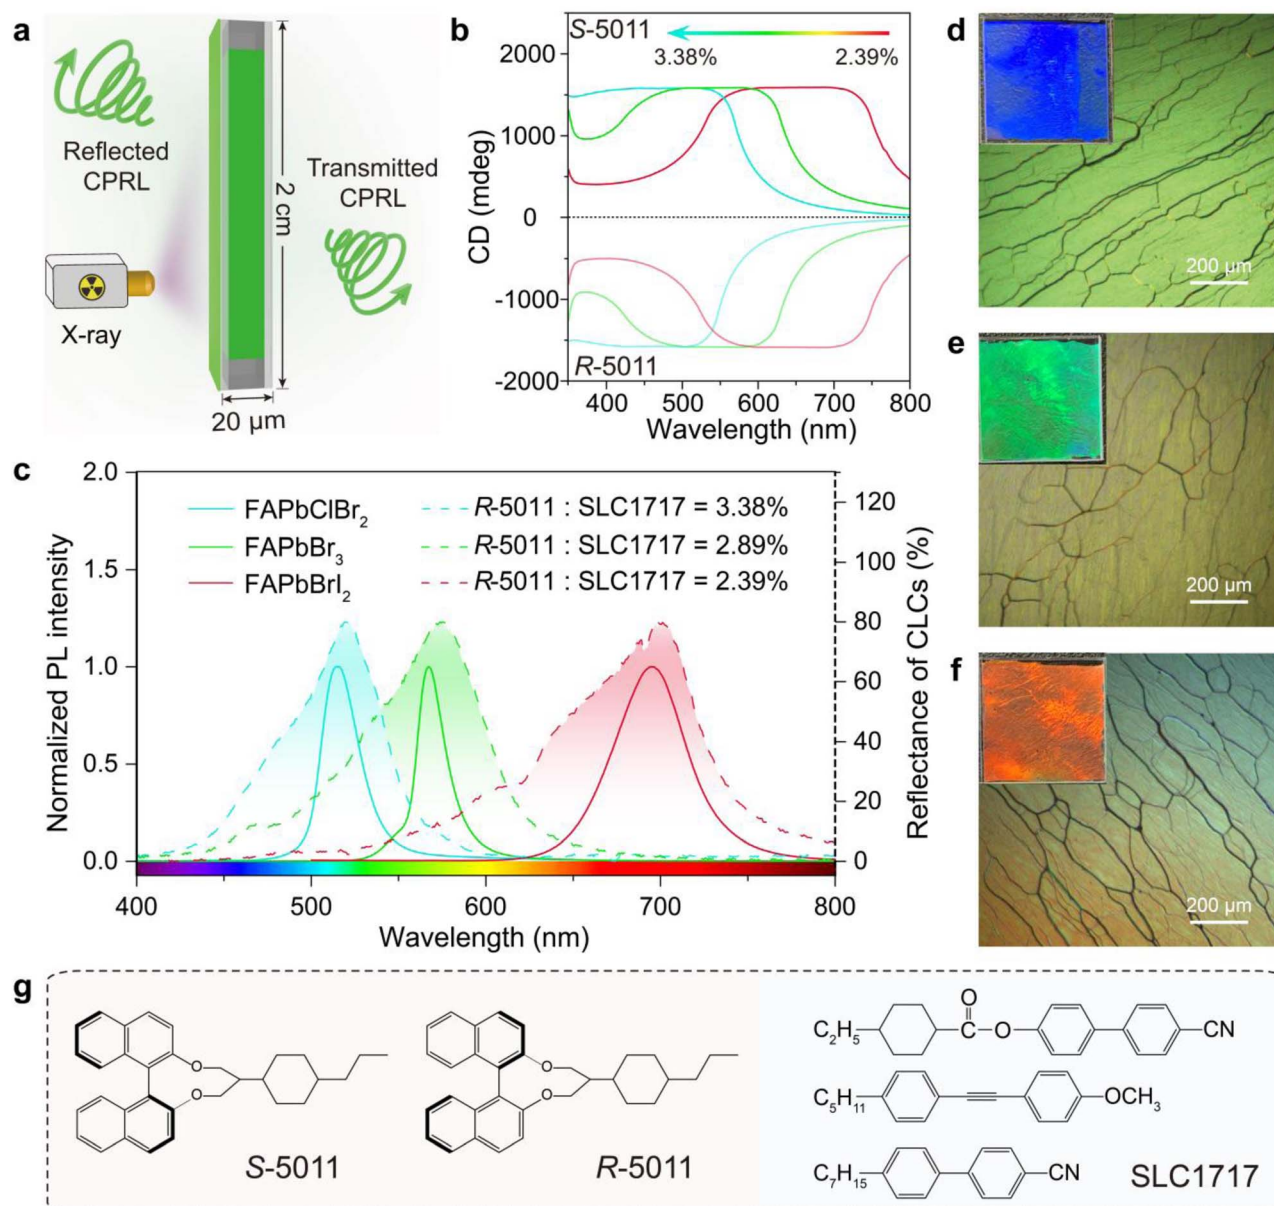 a
Reflected
CPRL
Transmitted
CPRL
2 cm
X-ray
20 µm
b
S-5011
3.38%
2.39%
2000
1000
0
-1000
-2000
CD (mdeg)
R-5011
400 500 600 700 800
Wavelength (nm)
d
200 µm
e
200 µm
f
200 µm
c
2.0
1.5
1.0
0.5
0.0
Normalized PL intensity
FAPbClBr2
FAPbBr3
FAPbBrI2
R-5011 : SLC1717 = 3.38%
R-5011 : SLC1717 = 2.89%
R-5011 : SLC1717 = 2.39%
120
100
80
60
40
20
0
Reflectance of CLCs (%)
400 500 600 700 800
Wavelength (nm)
g
O
O
S-5011
O
O
R-5011
C2H5
O
C
O
CN
C5H11
OCH3
C7H15
CN
SLC1717